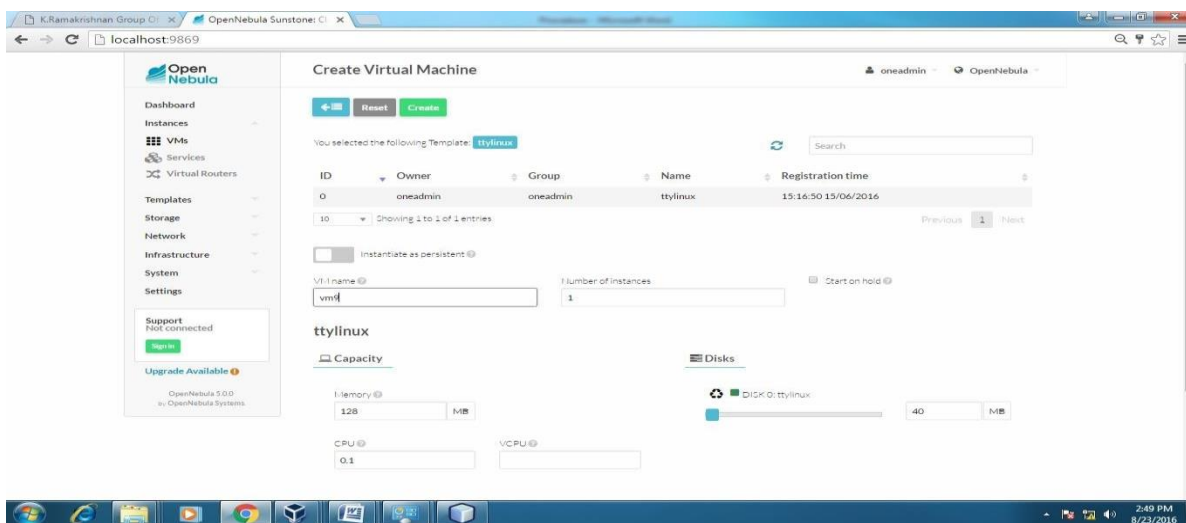 K.Ramakrishnan Group Of
OpenNebula Sunstone: Cl
localhost:9869
Open Nebula
Create Virtual Machine
oneadmin
OpenNebula
Dashboard
Instances
VMs
Services
Virtual Routers
Templates
Storage
Network
Infrastructure
System
Settings
Support
Not connected
Sign in
Upgrade Available
OpenNebula 5.0.0
by OpenNebula Systems.
Reset
Create
You selected the following Template: ttylinux
Search
ID Owner Group Name Registration time
0 oneadmin oneadmin ttylinux 15:16:50 15/06/2016
10 Showing 1 to 1 of 1 entries
Previous 1 Next
Instantiate as persistent
VM name
Number of instances
Start on hold
vm9
1
ttylinux
Capacity
Disks
Memory
DISK 0: ttylinux
128 MB
40 MB
CPU
VCPU
0.1
2:49 PM
8/23/2016